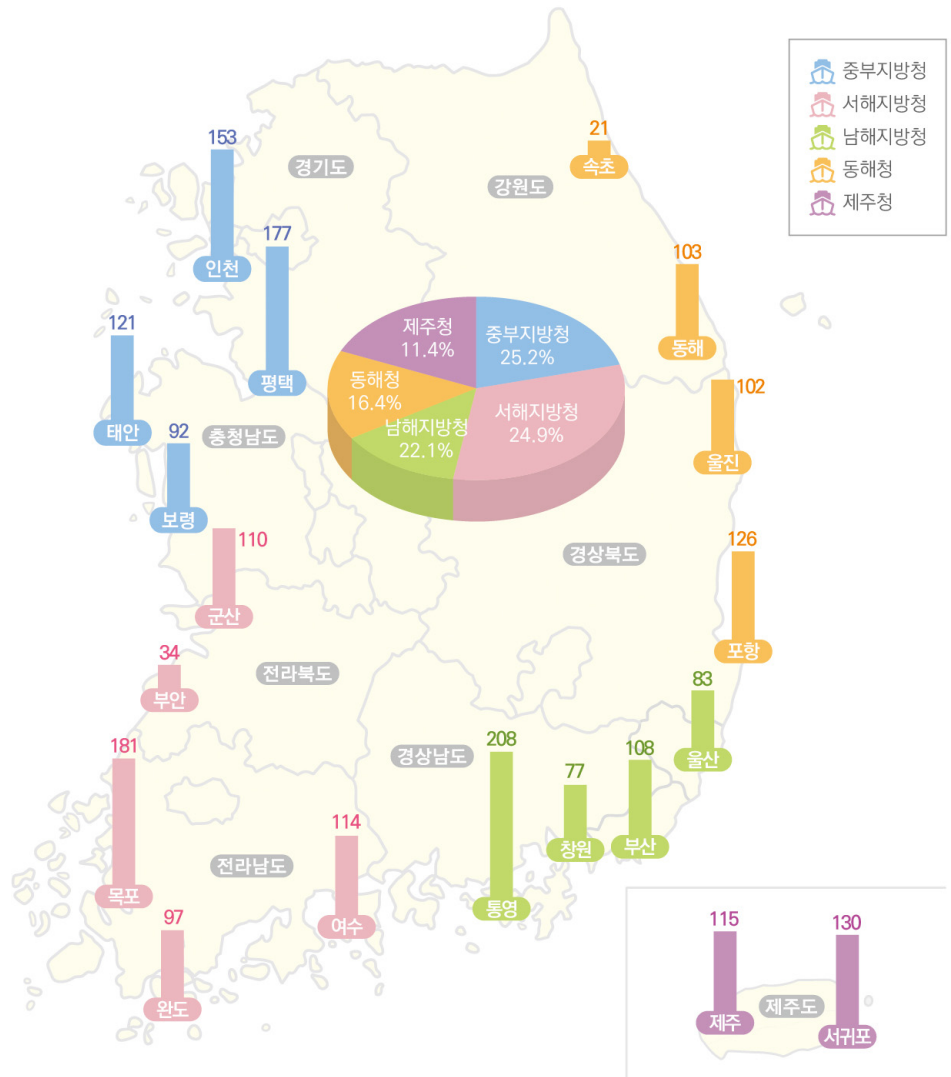 중부지방청
서해지방청
남해지방청
동해청
제주청
153
인천
경기도
21
속초
강원도
177
평택
103
동해
121
태안
제주청
11.4%
중부지방청
25.2%
동해청
16.4%
서해지방청
24.9%
남해지방청
22.1%
102
울진
충청남도
92
보령
110
군산
경상북도
126
포항
34
부안
전라북도
83
울산
경상남도
208
통영
77
창원
108
부산
181
목포
전라남도
114
여수
97
완도
115
제주
제주도
130
서귀포